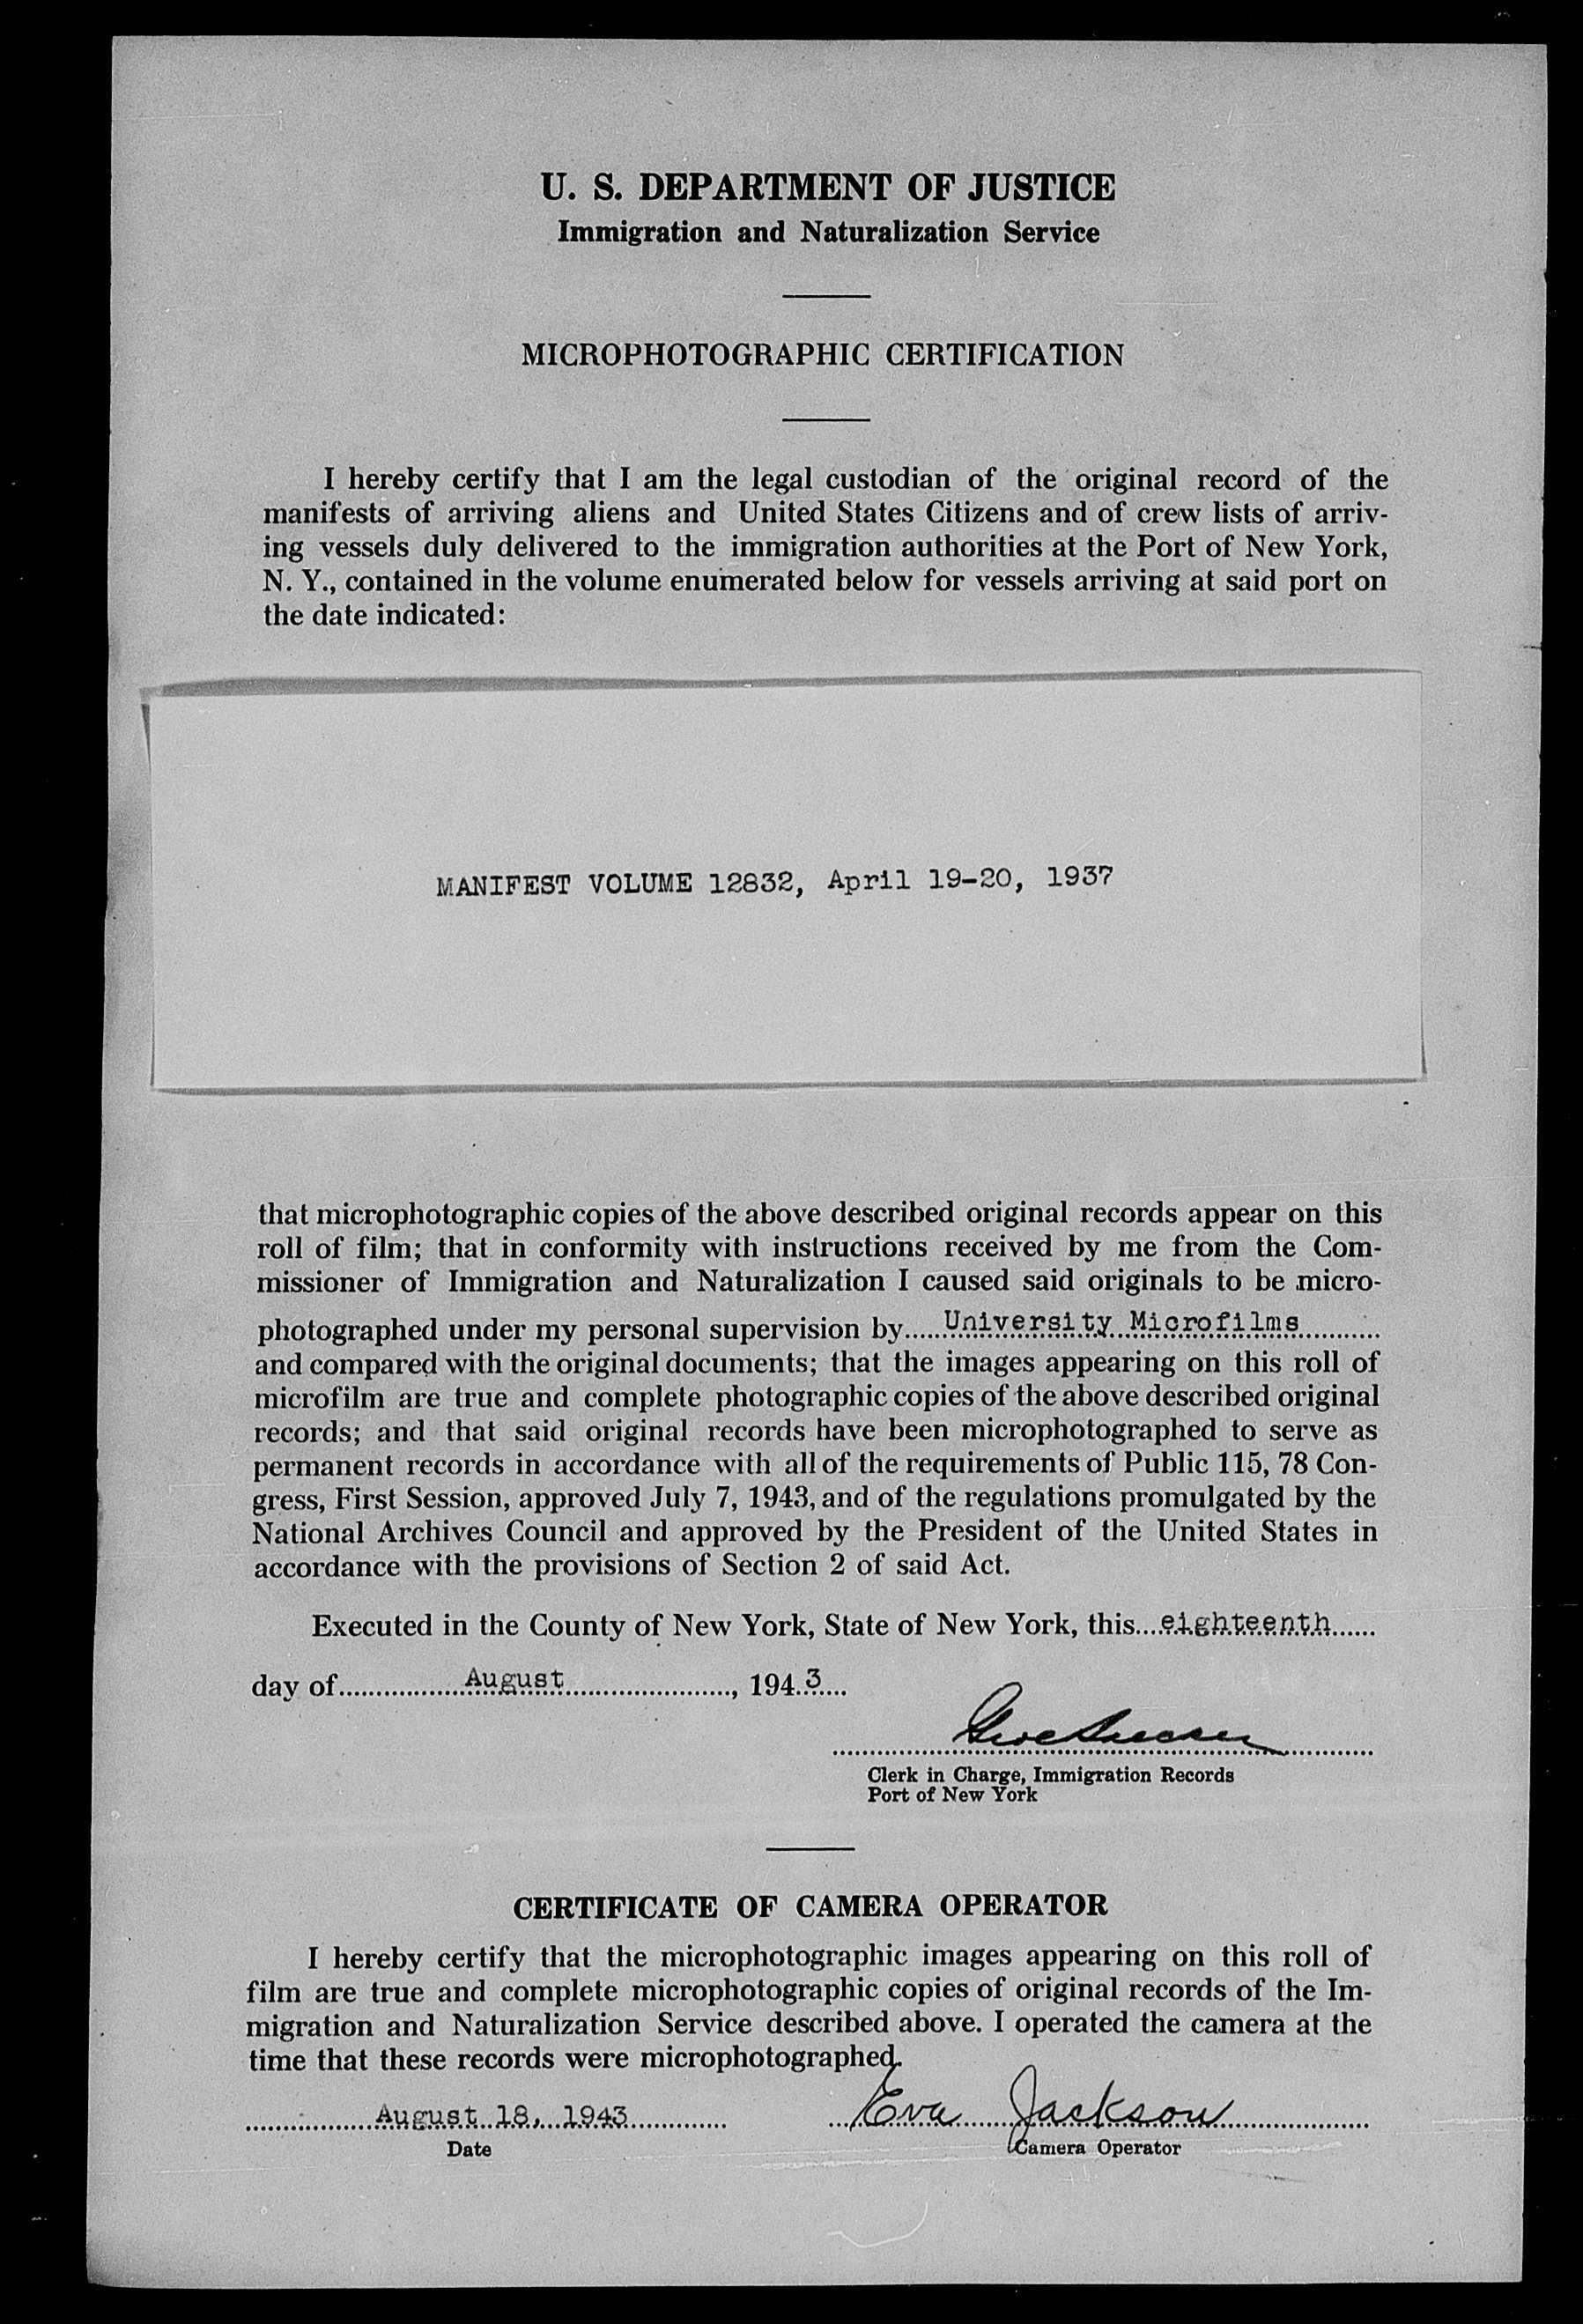 U. S. DEPARTMENT OF JUSTICE
Immigration and Naturalization Service
MICROPHOTOGRAPHIC CERTIFICATION
I hereby certify that I am the legal custodian of the original record of the
manifests of arriving aliens and United States Citizens and of crew lists of arriv-
ing vessels duly delivered to the immigration authorities at the Port of New York,
N. Y., contained in the volume enumerated below for vessels arriving at said port on
the date indicated:
MANIFEST VOLUME 12832, April 19-20, 1937
that microphotographic copies of the above described original records appear on this
roll of film; that in conformity with instructions received by me from the Com-
missioner of Immigration and Naturalization I caused said originals to be micro-
photographed under my personal supervision by.....University Microfilms...........
and compared with the original documents; that the images appearing on this roll of
microfilm are true and complete photographic copies of the above described original
records; and that said original records have been microphotographed to serve as
permanent records in accordance with all of the requirements of Public 115, 78 Con-
gress, First Session, approved July 7, 1943, and of the regulations promulgated by the
National Archives Council and approved by the President of the United States in
accordance with the provisions of Section 2 of said Act.
Executed in the County of New York, State of New York, this....eighteenth......
day of.................August......................., 194..3....
Clerk in Charge, Immigration Records
Port of New York
CERTIFICATE OF CAMERA OPERATOR
I hereby certify that the microphotographic images appearing on this roll of
film are true and complete microphotographic copies of original records of the Im-
migration and Naturalization Service described above. I operated the camera at the
time that these records were microphotographed.
August 18, 1943 Eva Jackson
Date Camera Operator